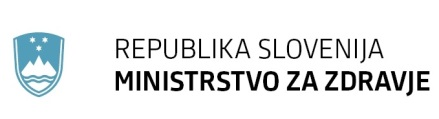 REPUBLIKA SLOVENIJA
MINISTRSTVO ZA ZDRAVJE